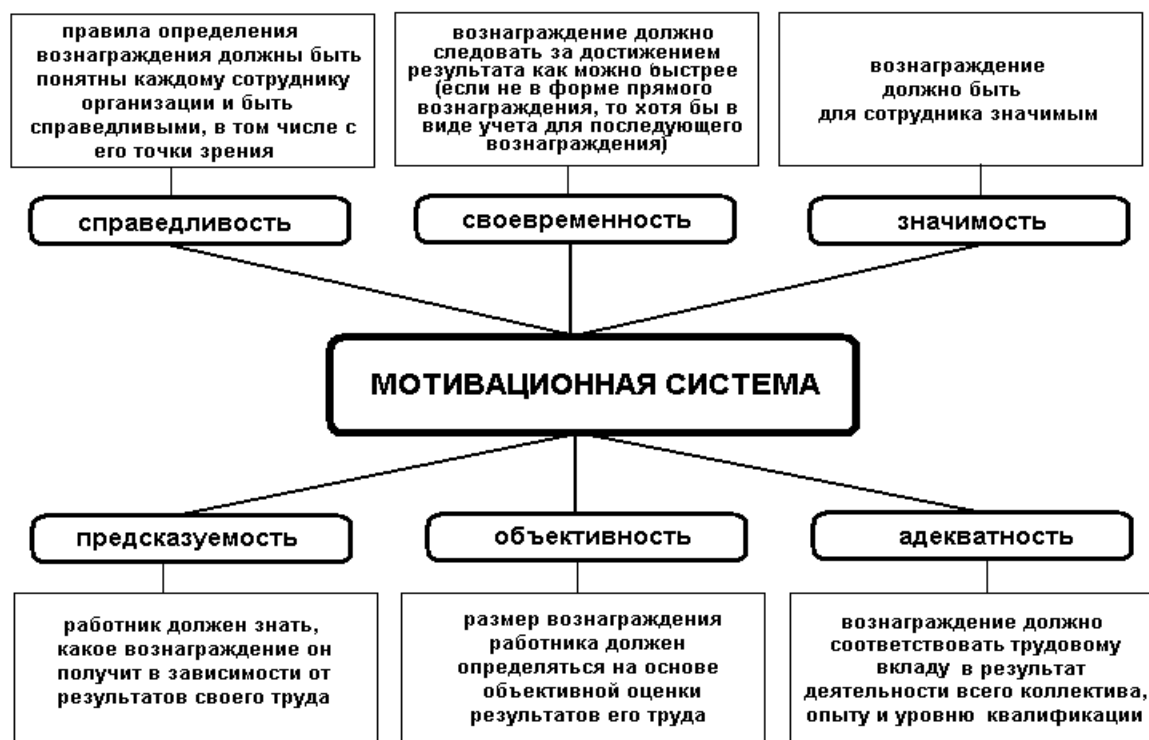 правила определения
вознаграждения должны быть
понятны каждому сотруднику
организации и быть
справедливыми, в том числе с
его точки зрения
вознаграждение должно
следовать за достижением
результата как можно быстрее
(если не в форме прямого
вознаграждения, то хотя бы в
виде учета для последующего
вознаграждения)
вознаграждение
должно быть
для сотрудника значимым
справедливость
своевременность
значимость
МОТИВАЦИОННАЯ СИСТЕМА
предсказуемость
объективность
адекватность
работник должен знать,
какое вознаграждение он
получит в зависимости от
результатов своего труда
размер вознаграждения
работника должен
определяться на основе
объективной оценки
результатов его труда
вознаграждение должно
соответствовать трудовому
вкладу в результат
деятельности всего коллектива,
опыту и уровню квалификации